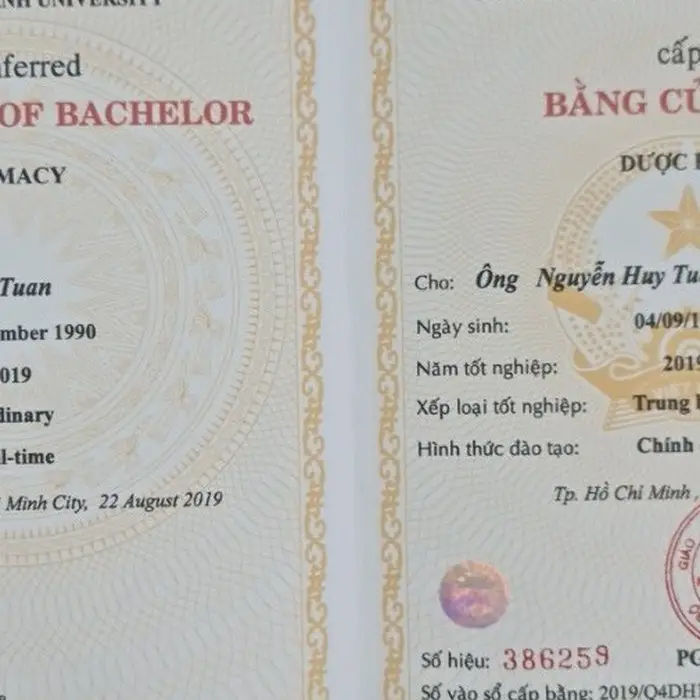 NH UNIVERSITY
nferred
OF BACHELOR
MACY
Tuan
mber 1990
019
dinary
l-time
Minh City, 22 August 2019
cấp
BẰNG CỬ
DƯỢC
Cho: Ông Nguyễn Huy Tu
Ngày sinh: 04/09/1
Năm tốt nghiệp: 2019
Xếp loại tốt nghiệp: Trung
Hình thức đào tạo: Chính
Tp. Hồ Chí Minh,
GIÁO
Số hiệu: 386259
PG
Số vào sổ cấp bằng: 2019/Q4DH